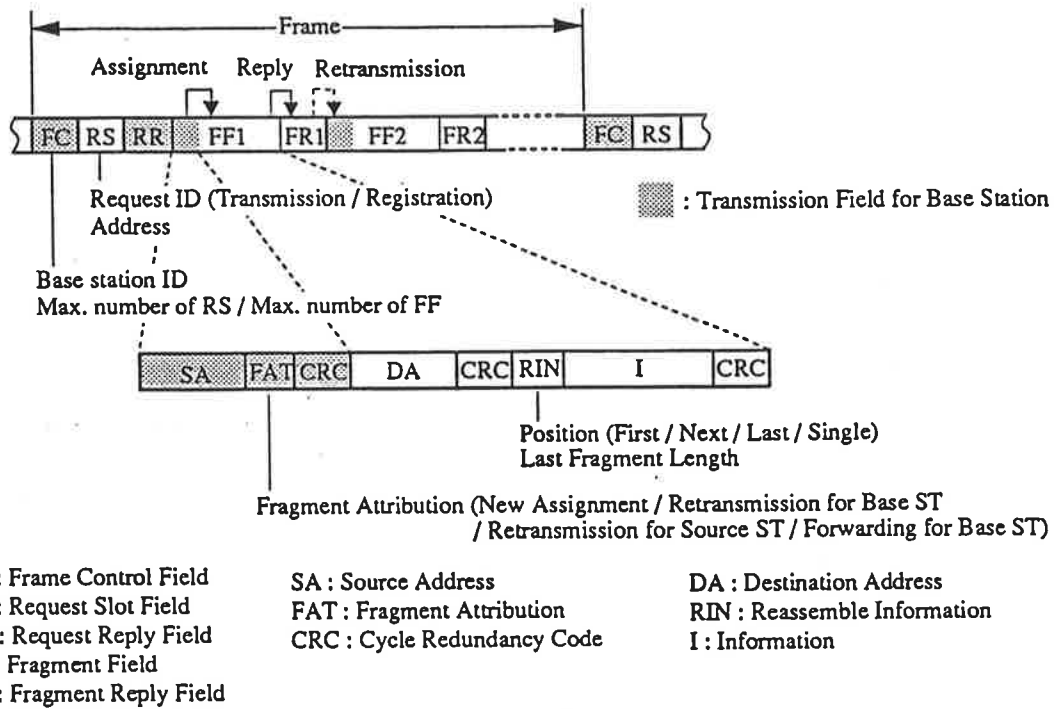 Frame
Assignment Reply Retransmission
FC RS RR FF1 FR1 FF2 FR2 FC RS
Request ID (Transmission / Registration)
Address
: Transmission Field for Base Station
Base station ID
Max. number of RS / Max. number of FF
SA FAT CRC DA CRC RIN I CRC
Position (First / Next / Last / Single)
Last Fragment Length
Fragment Attribution (New Assignment / Retransmission for Base ST
/ Retransmission for Source ST / Forwarding for Base ST)
: Frame Control Field
: Request Slot Field
: Request Reply Field
Fragment Field
: Fragment Reply Field
SA : Source Address
FAT : Fragment Attribution
CRC : Cycle Redundancy Code
DA : Destination Address
RIN : Reassemble Information
I : Information